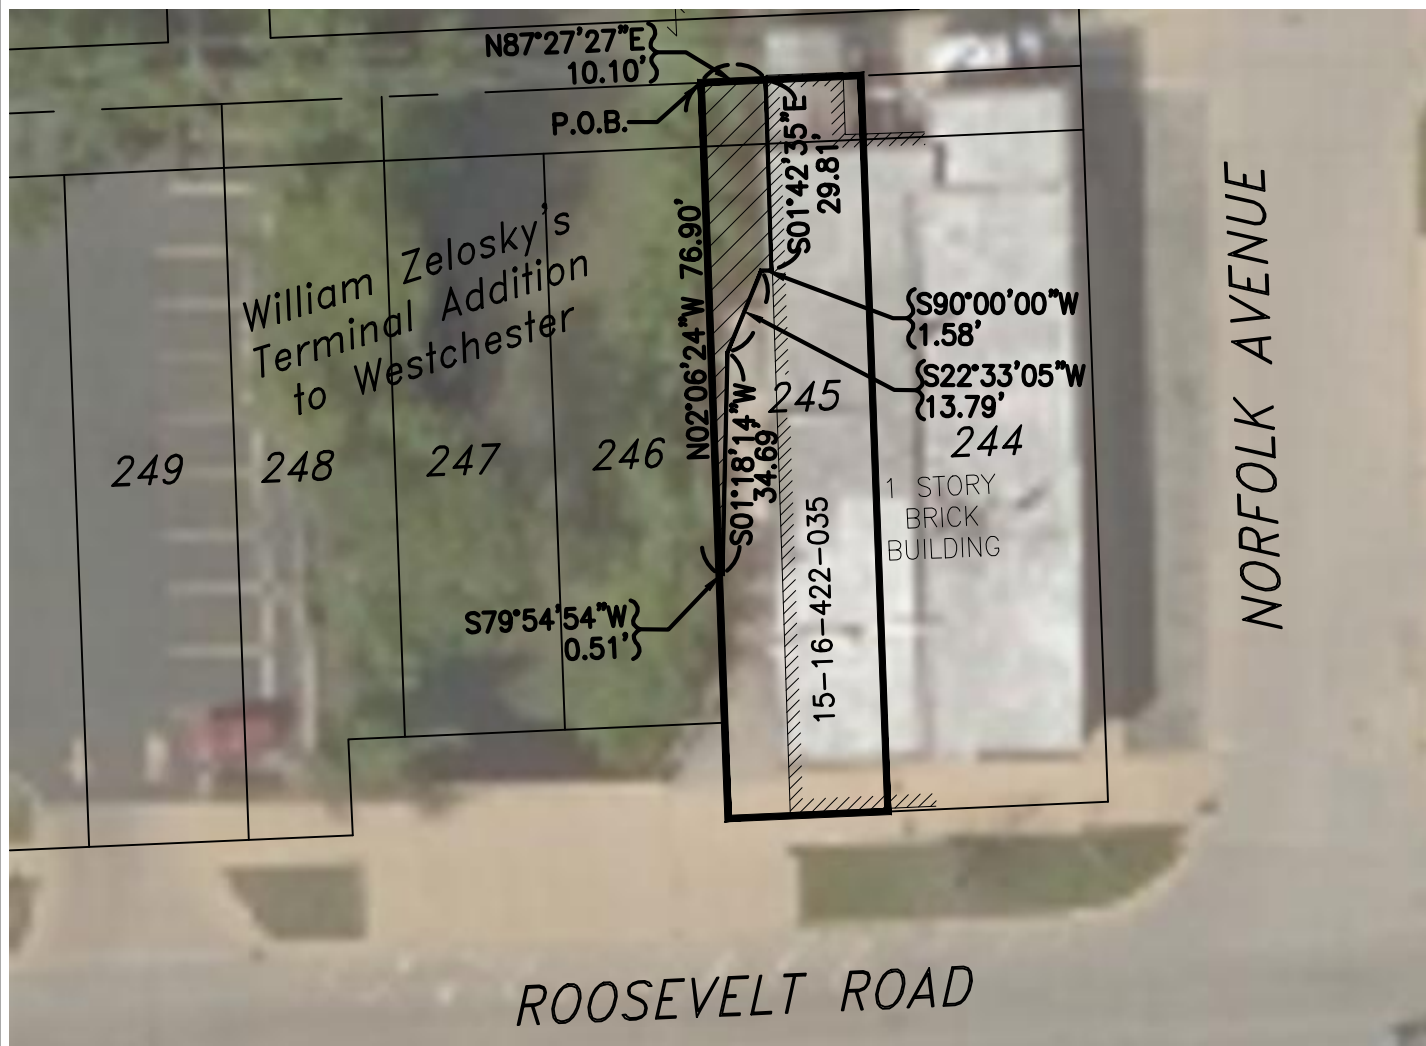 N87°27'27"E
10.10'
P.O.B.
S01°42'35"E
29.81'
N02°06'24"W 76.90'
William Zelosky's
Terminal Addition
to Westchester
S90°00'00"W
1.58'
S22°33'05"W
13.79'
S01°18'14"W
34.69'
249
248
247
246
245
244
1 STORY
BRICK
BUILDING
15-16-422-035
S79°54'54"W
0.51'
NORFOLK AVENUE
ROOSEVELT ROAD